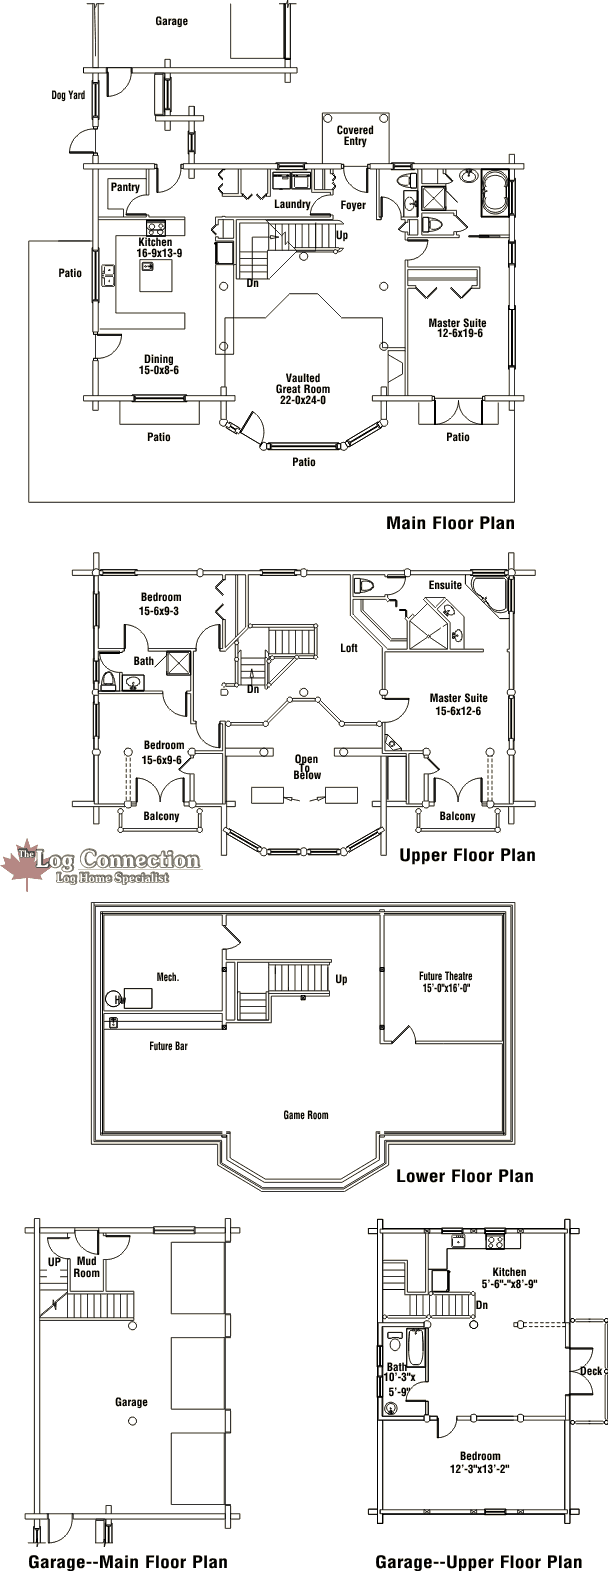 Garage
Dog Yard
Covered
Entry
Pantry
Laundry
Foyer
Kitchen
16-9x13-9
Up
Patio
Dn
Master Suite
12-6x19-6
Dining
15-0x8-6
Vaulted
Great Room
22-0x24-0
Patio
Patio
Patio
Main Floor Plan
Bedroom
15-6x9-3
Ensuite
Loft
Bath
Dn
Master Suite
15-6x12-6
Bedroom
15-6x9-6
Open
To
Below
Balcony
Balcony
Upper Floor Plan
The Log Connection
Log Home Specialist
Mech.
Up
Future Theatre
15'-0"x16'-0"
Hw
Future Bar
Game Room
Lower Floor Plan
UP
Mud
Room
Garage
Garage--Main Floor Plan
Kitchen
5'-6"-"x8'-9"
Dn
Bath
10'-3"x
5'-9"
Deck
Bedroom
12'-3"x13'-2"
Garage--Upper Floor Plan